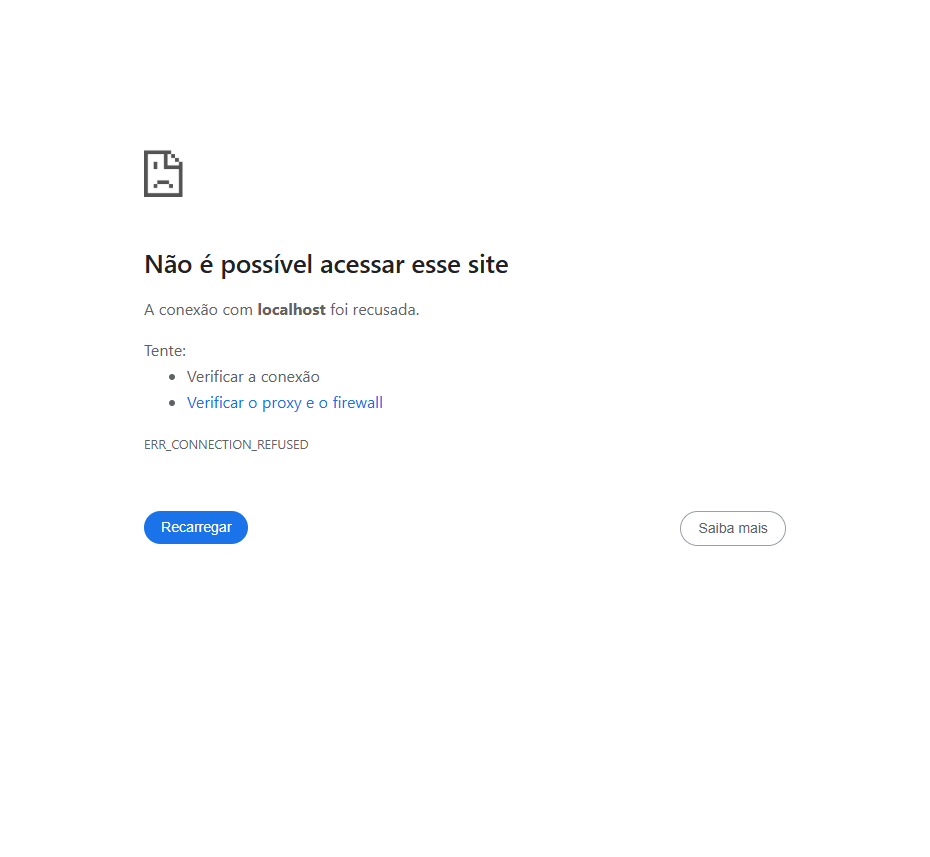 Não é possível acessar esse site
A conexão com localhost foi recusada.
Tente:
Verificar a conexão
Verificar o proxy e o firewall
ERR_CONNECTION_REFUSED
Recarregar
Saiba mais